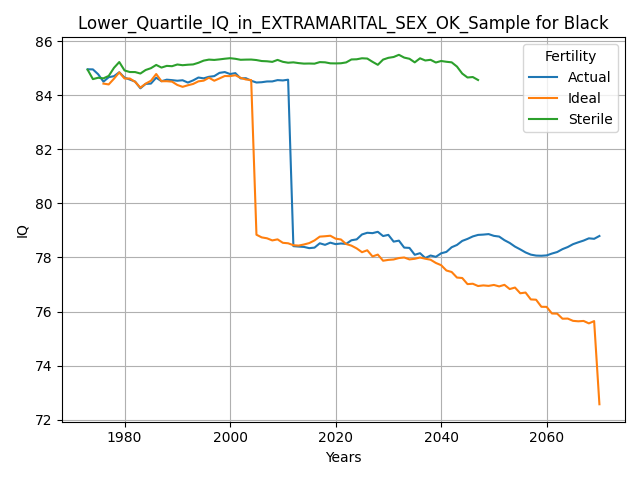 Lower_Quartile_IQ_in_EXTRAMARITAL_SEX_OK_Sample for Black
Fertility
Actual
Ideal
Sterile
86
84
82
80
78
76
74
72
IQ
1980 2000 2020 2040 2060
Years